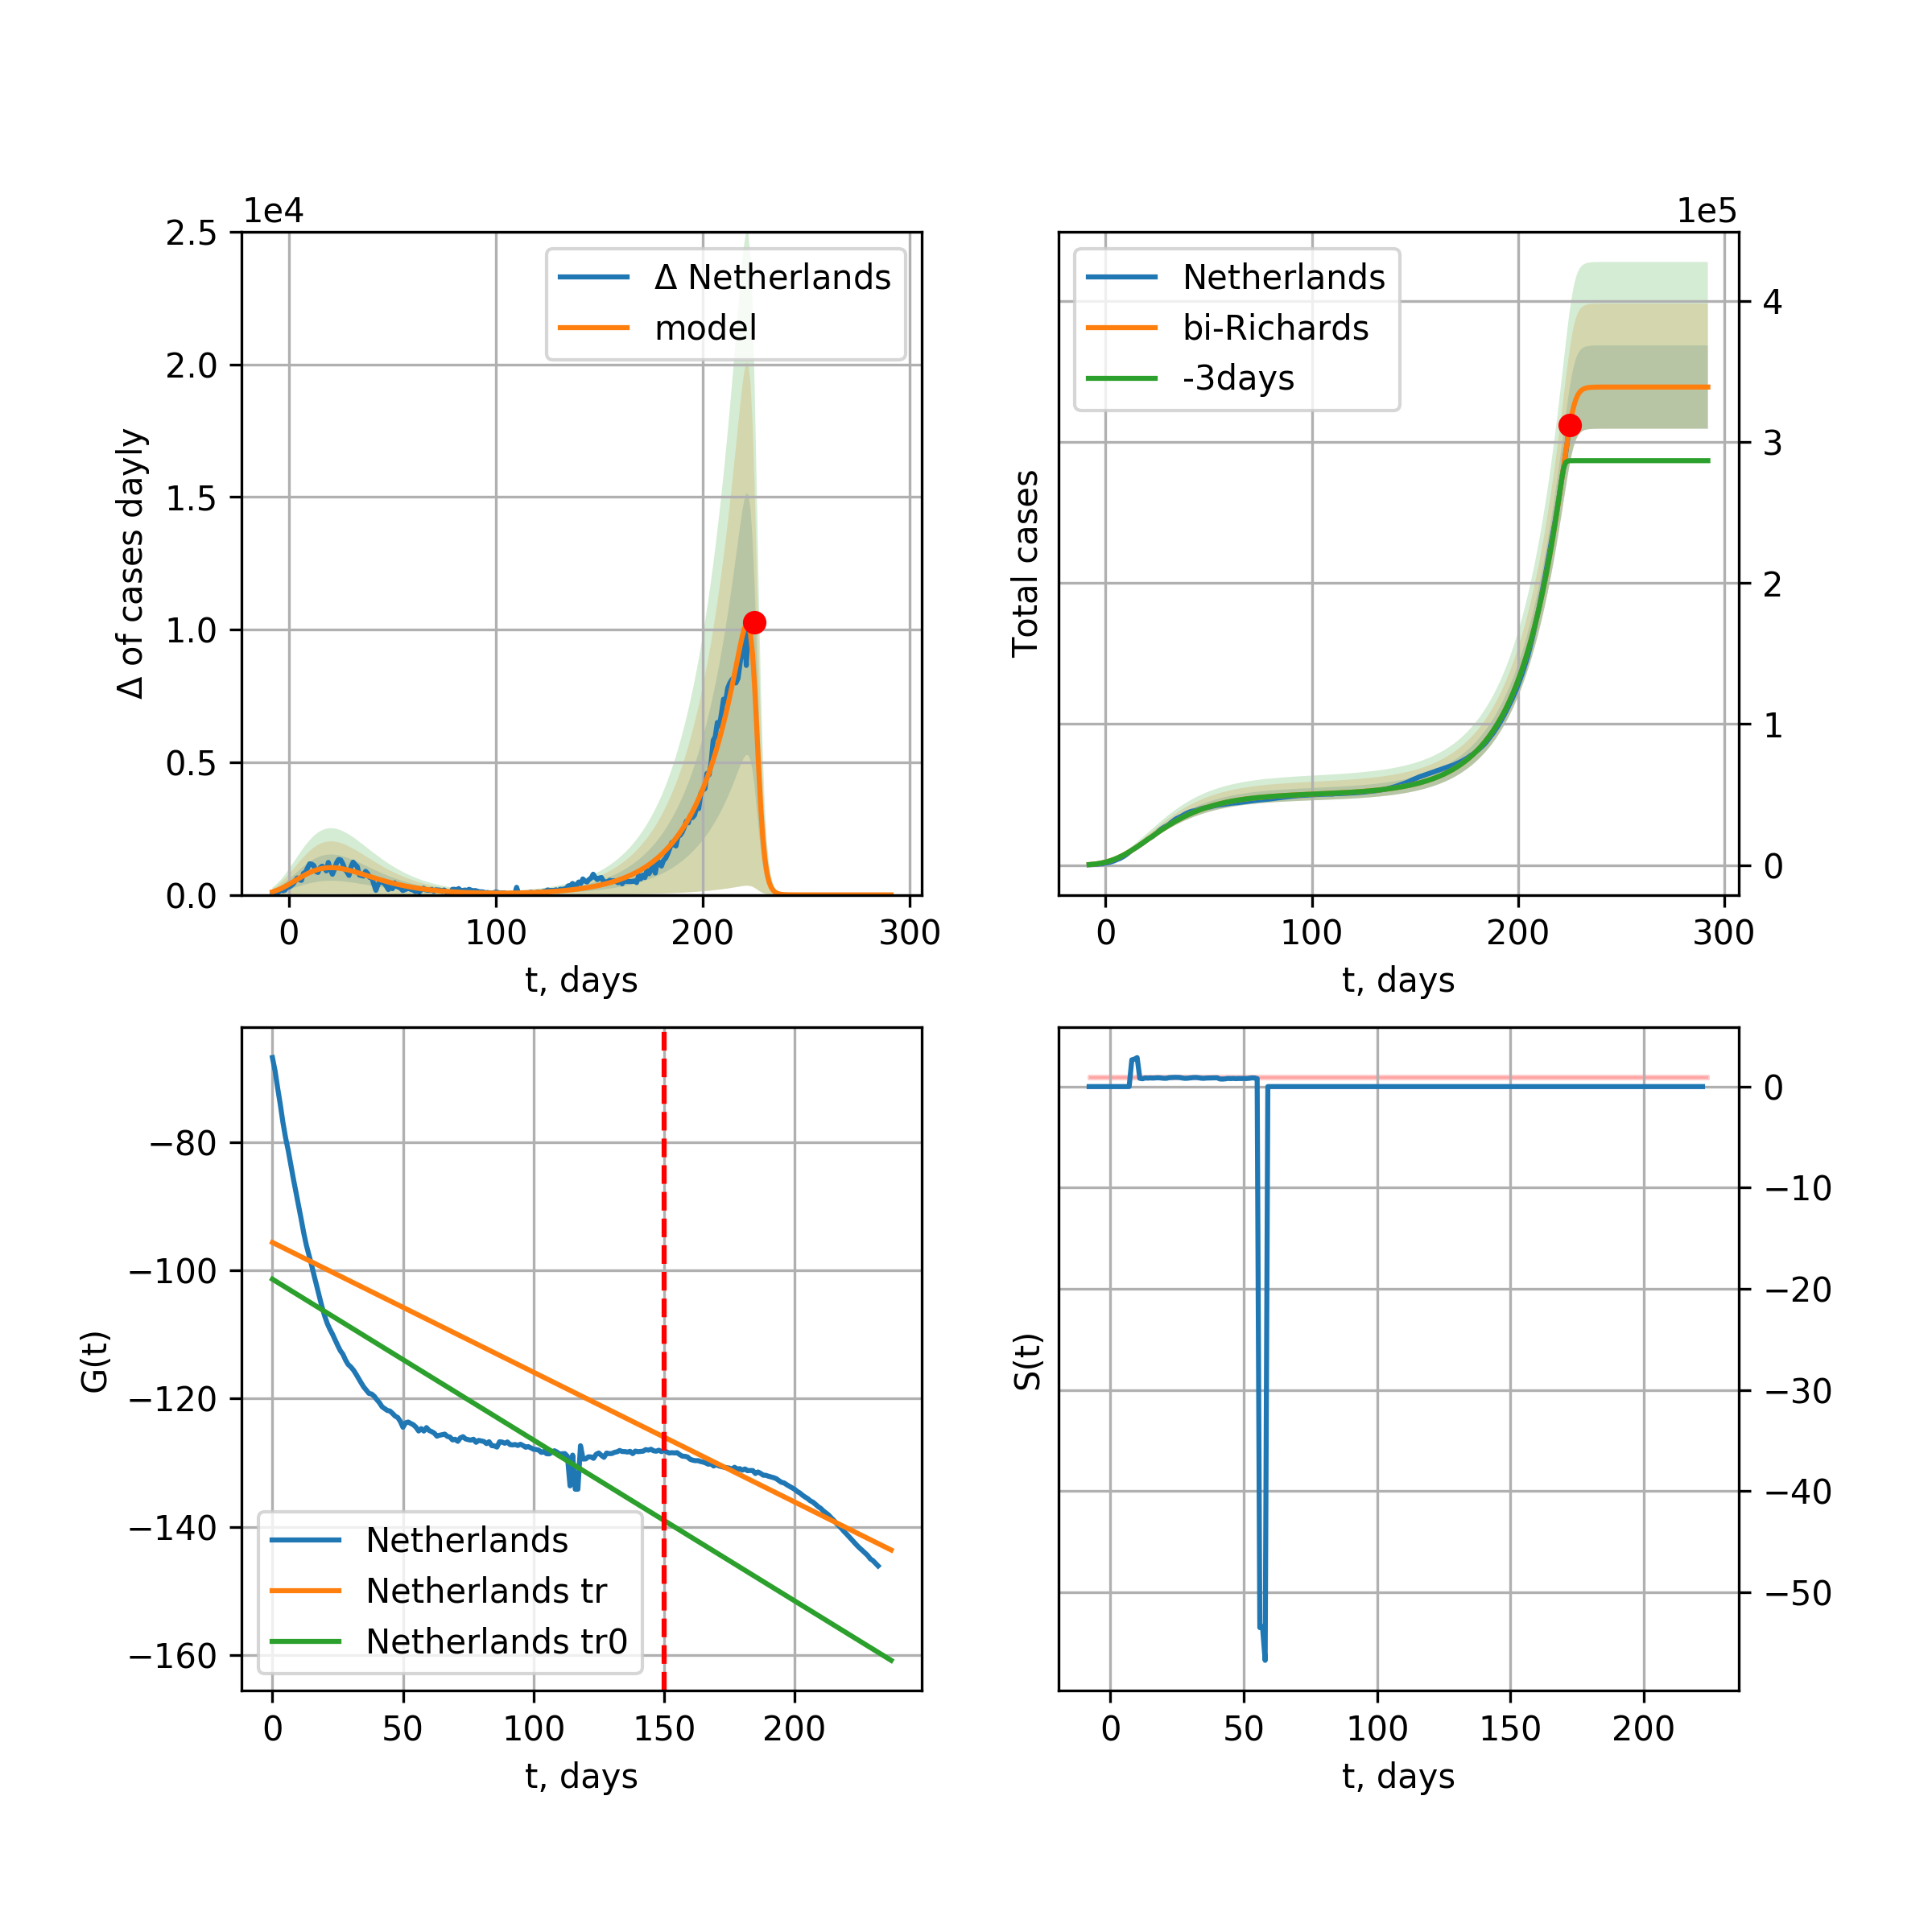 1e4
2.5
2.0
1.5
1.0
0.5
0.0
Δ of cases dayly
Δ Netherlands
model
0 100 200 300
t, days
1e5
Netherlands
bi-Richards
-3days
Total cases
4
3
2
1
0
0 100 200 300
t, days
G(t)
−80
−100
−120
−140
−160
Netherlands
Netherlands tr
Netherlands tr0
0 50 100 150 200
t, days
S(t)
0
−10
−20
−30
−40
−50
0 50 100 150 200
t, days